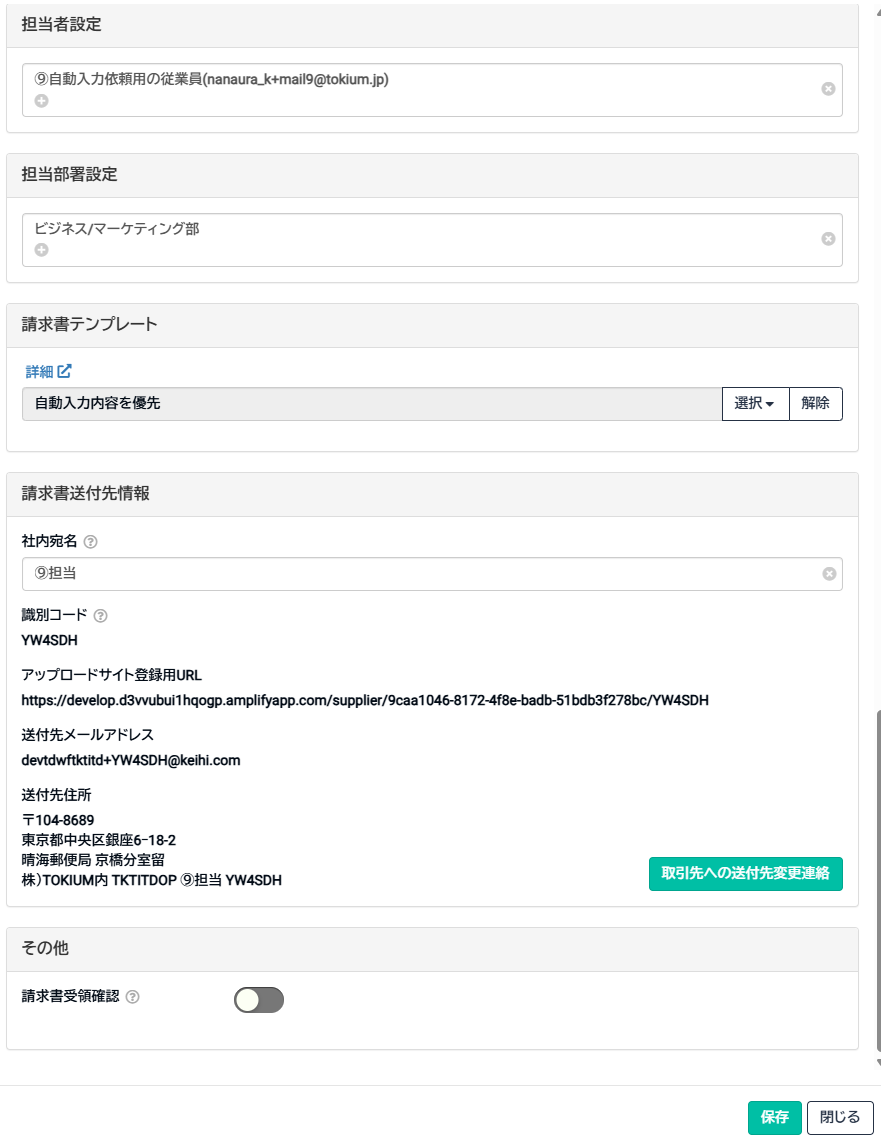 担当者設定
⑨自動入力依頼用の従業員(nanaura_k+mail9@tokium.jp)
担当部署設定
ビジネス/マーケティング部
請求書テンプレート
詳細
自動入力内容を優先
選択
解除
請求書送付先情報
社内宛名
⑨担当
識別コード
YW4SDH
アップロードサイト登録用URL
https://develop.d3vvubui1hqogp.amplifyapp.com/supplier/9caa1046-8172-4f8e-badb-51bdb3f278bc/YW4SDH
送付先メールアドレス
devtdwftktitd+YW4SDH@keihi.com
送付先住所
〒104-8689
東京都中央区銀座6−18-2
晴海郵便局 京橋分室留
株）TOKIUM内 TKTITDOP ⑨担当 YW4SDH
取引先への送付先変更連絡
その他
請求書受領確認
保存
閉じる